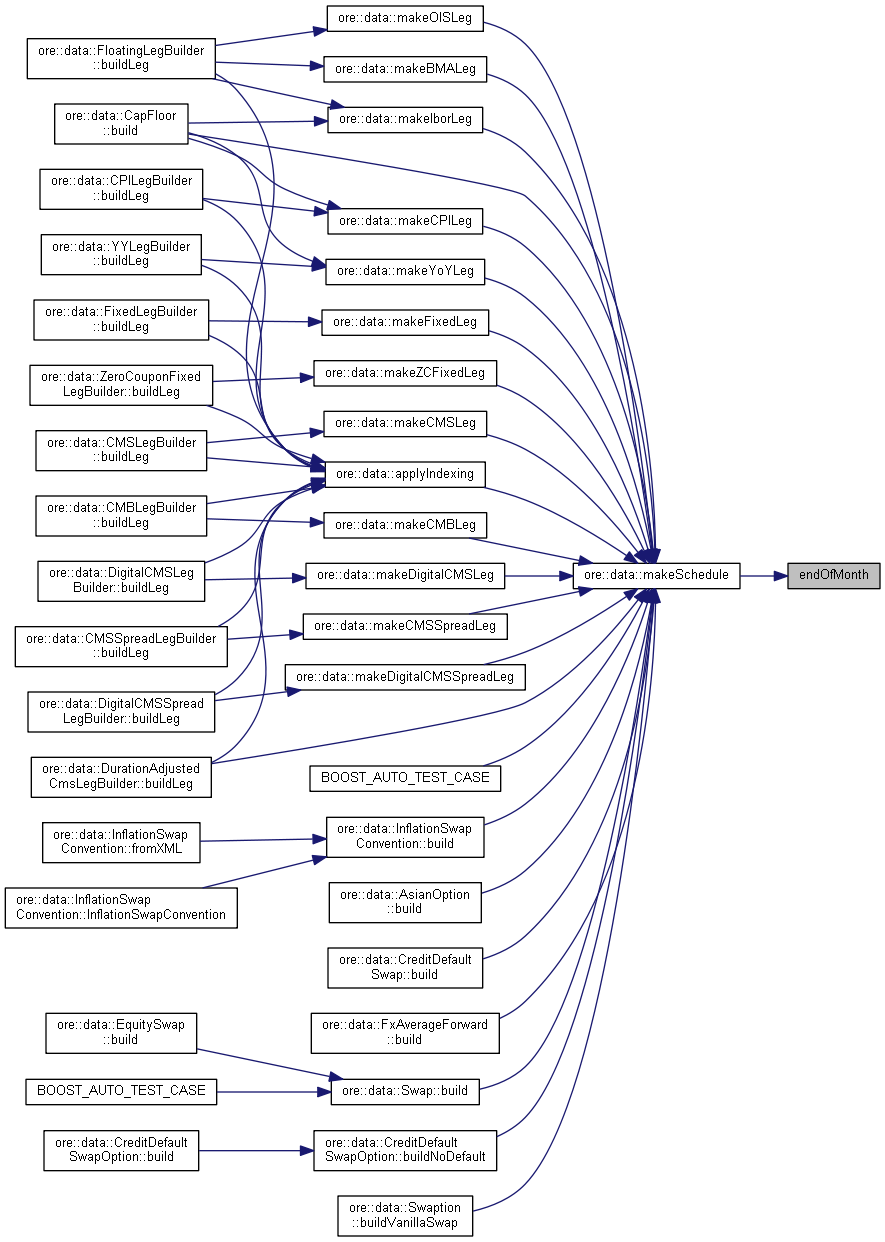 ore::data::makeOISLeg
ore::data::FloatingLegBuilder
::buildLeg
ore::data::makeBMALeg
ore::data::CapFloor
::build
ore::data::makeIborLeg
ore::data::CPILegBuilder
::buildLeg
ore::data::makeCPILeg
ore::data::YYLegBuilder
::buildLeg
ore::data::makeYoYLeg
ore::data::FixedLegBuilder
::buildLeg
ore::data::makeFixedLeg
ore::data::ZeroCouponFixed
LegBuilder::buildLeg
ore::data::makeZCFixedLeg
ore::data::CMSLegBuilder
::buildLeg
ore::data::makeCMSLeg
ore::data::applyIndexing
ore::data::CMBLegBuilder
::buildLeg
ore::data::makeCMBLeg
ore::data::DigitalCMSLeg
Builder::buildLeg
ore::data::makeDigitalCMSLeg
ore::data::makeSchedule
endOfMonth
ore::data::CMSSpreadLegBuilder
::buildLeg
ore::data::makeCMSSpreadLeg
ore::data::DigitalCMSSpread
LegBuilder::buildLeg
ore::data::makeDigitalCMSSpreadLeg
ore::data::DurationAdjusted
CmsLegBuilder::buildLeg
BOOST_AUTO_TEST_CASE
ore::data::InflationSwap
Convention::fromXML
ore::data::InflationSwap
Convention::build
ore::data::InflationSwap
Convention::InflationSwapConvention
ore::data::AsianOption
::build
ore::data::CreditDefault
Swap::build
ore::data::EquitySwap
::build
ore::data::FxAverageForward
::build
BOOST_AUTO_TEST_CASE
ore::data::Swap::build
ore::data::CreditDefault
SwapOption::build
ore::data::CreditDefault
SwapOption::buildNoDefault
ore::data::Swaption
::buildVanillaSwap